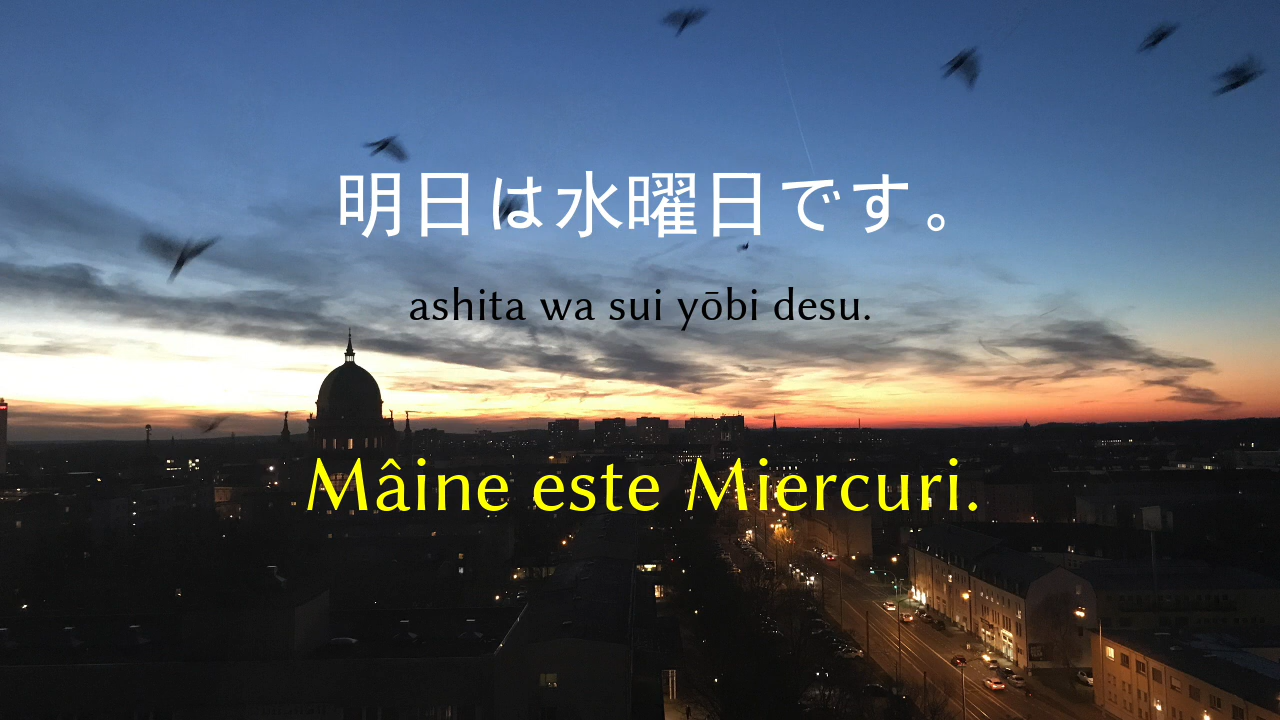 明日は水曜日です。
ashita wa sui yōbi desu.
Mâine este Miercuri.